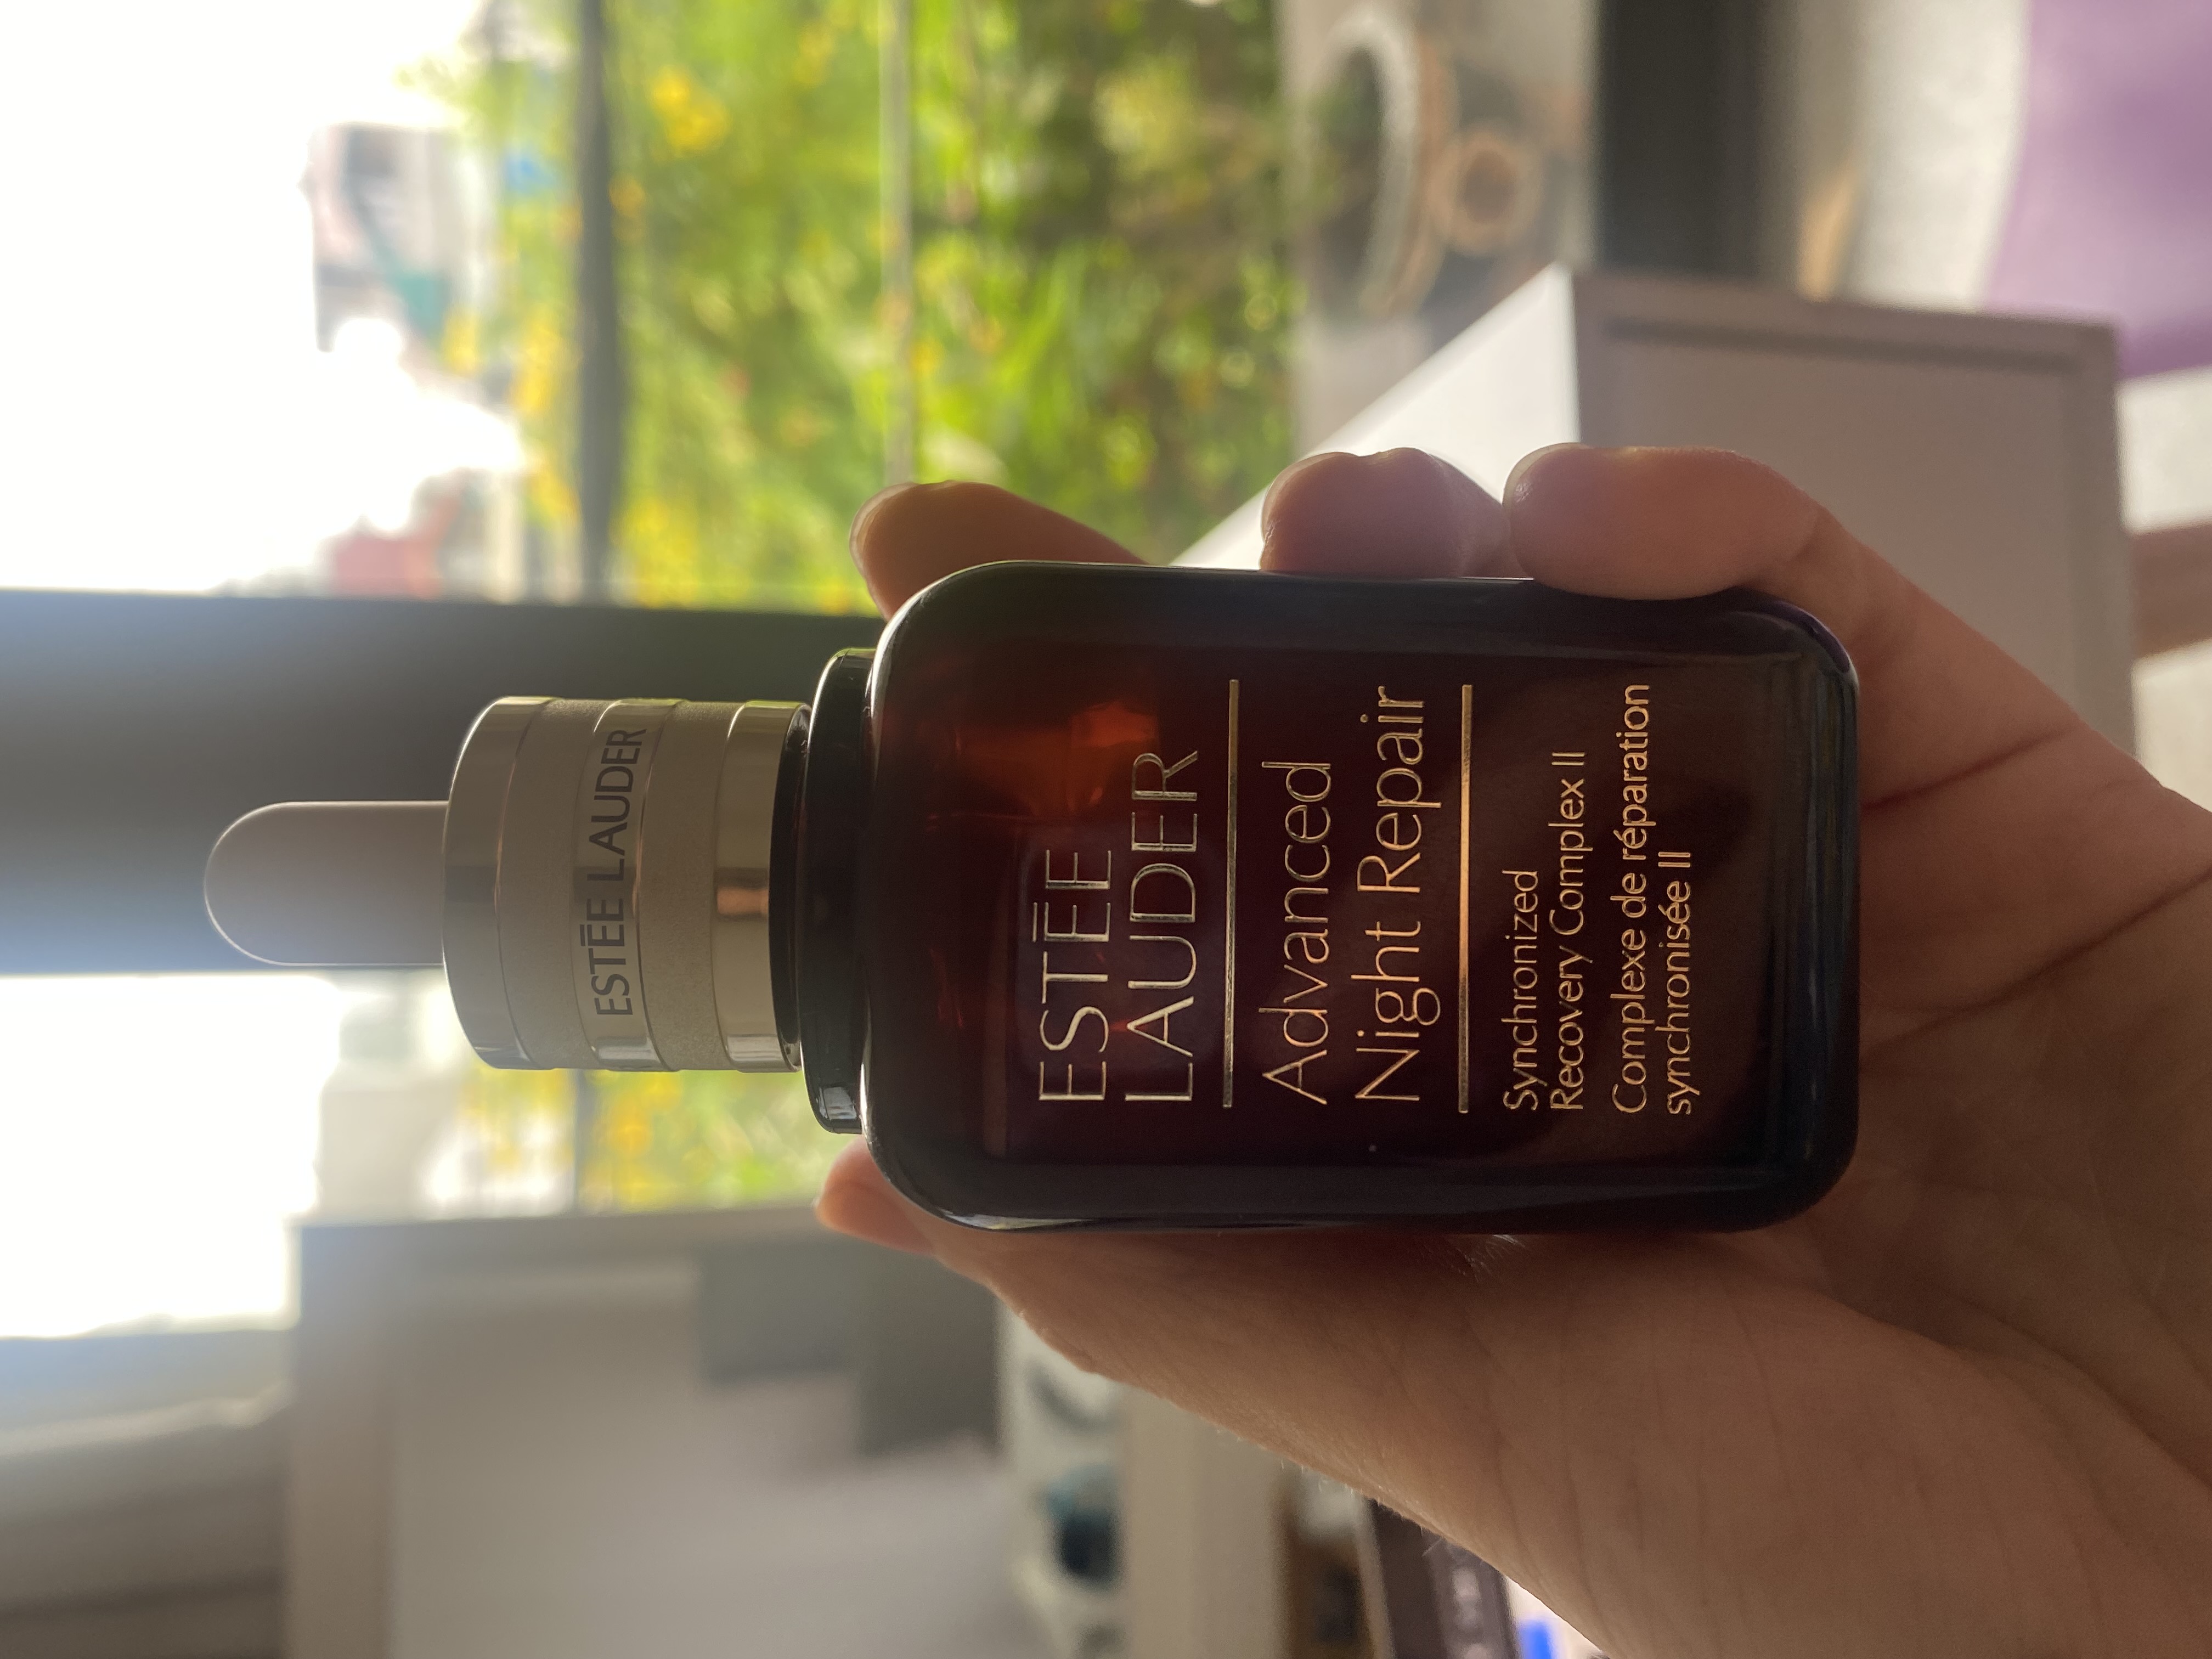 ESTĒE LAUDER
ESTĒE
LAUDER
Advanced
Night Repair
Synchronized
Recovery Complex II
Complexe de réparation
synchronisée II